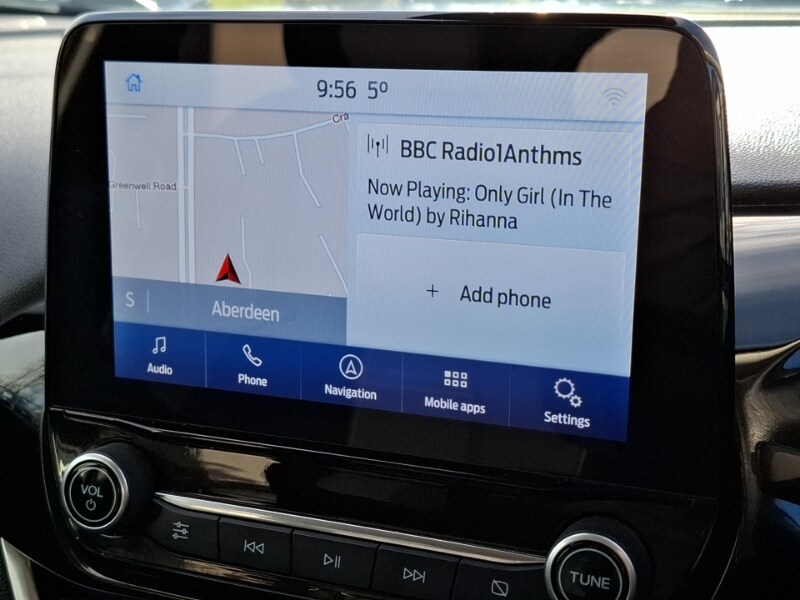 9:56 5º
Cra
Greenwell Road
BBC Radio1Anthms
Now Playing: Only Girl (In The
World) by Rihanna
+ Add phone
S | Aberdeen
Audio
Phone
Navigation
Mobile apps
Settings
VOL
TUNE